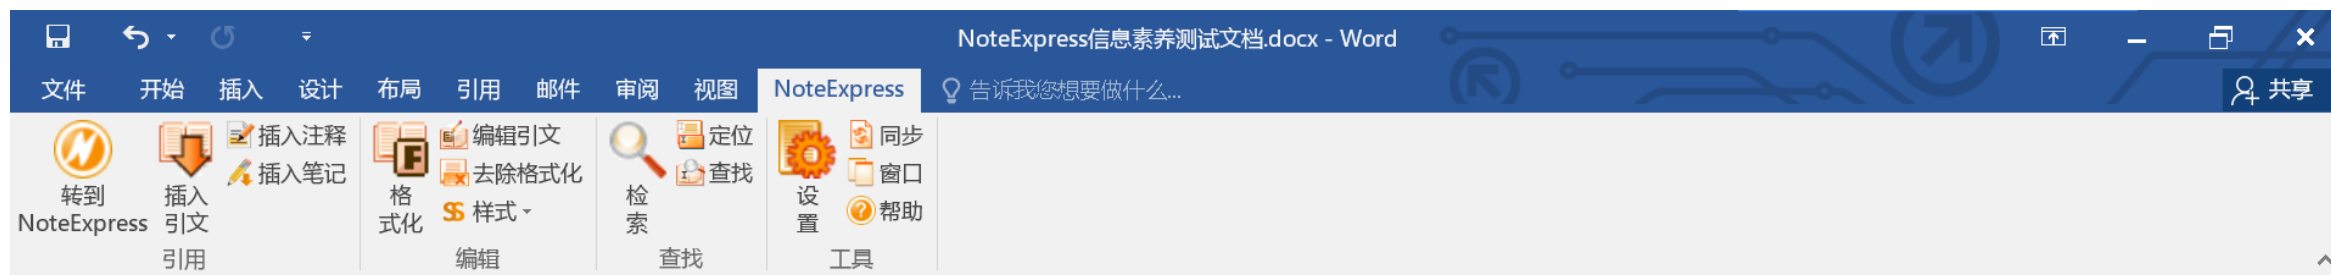 NoteExpress信息素养测试文档.docx - Word
文件 开始 插入 设计 布局 引用 邮件 审阅 视图 NoteExpress 告诉我您想要做什么... 共享
转到
NoteExpress
插入
引文
插入注释
插入笔记
引用
格
式化
编辑引文
去除格式化
样式
编辑
检
索
定位
查找
查找
设
置
同步
窗口
帮助
工具